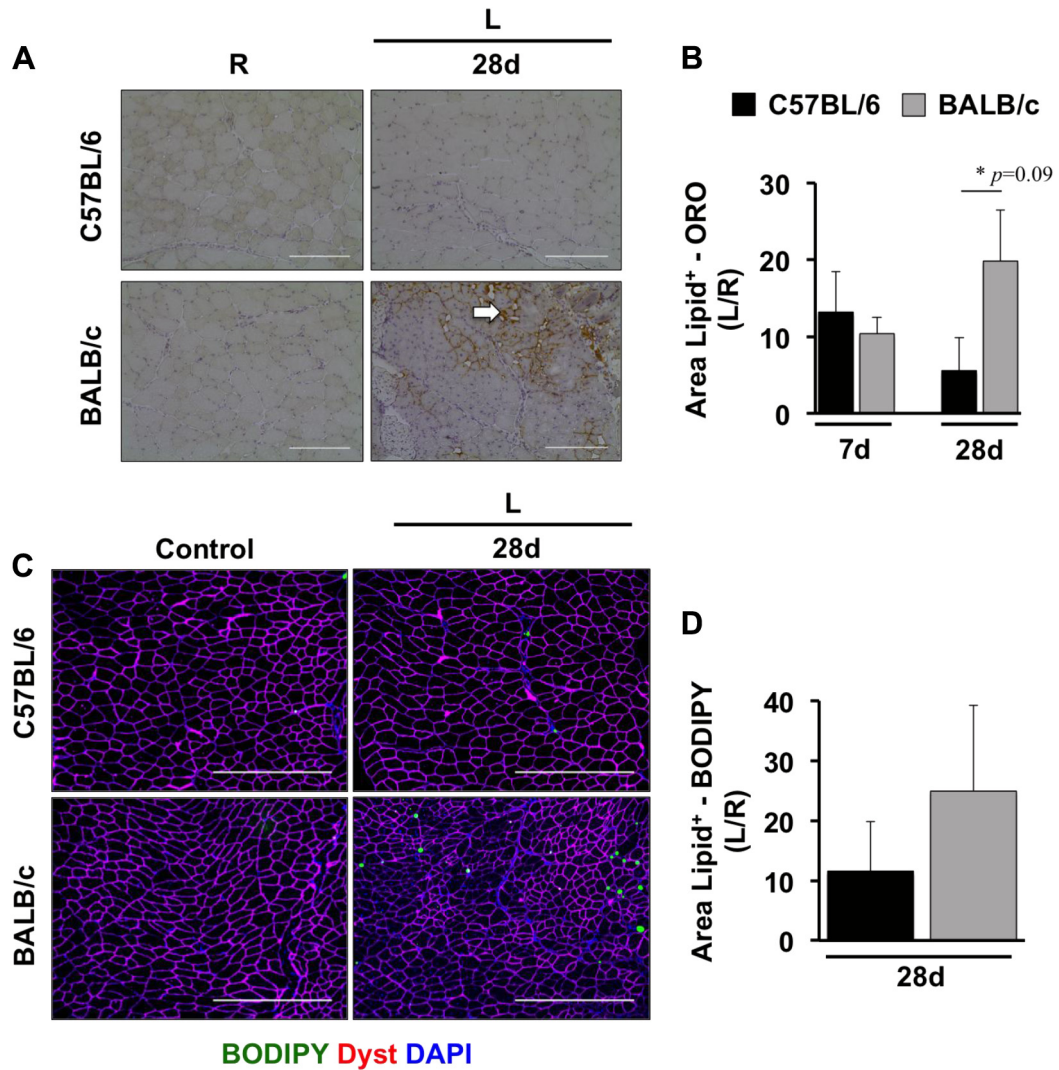 A
R
L
28d
C57BL/6
BALB/c
B
C57BL/6 BALB/c
Area Lipid⁺ - ORO
(L/R)
30
20
10
0
* p=0.09
7d
28d
C
Control
L
28d
C57BL/6
BALB/c
BODIPY Dyst DAPI
D
Area Lipid⁺ - BODIPY
(L/R)
40
30
20
10
0
28d